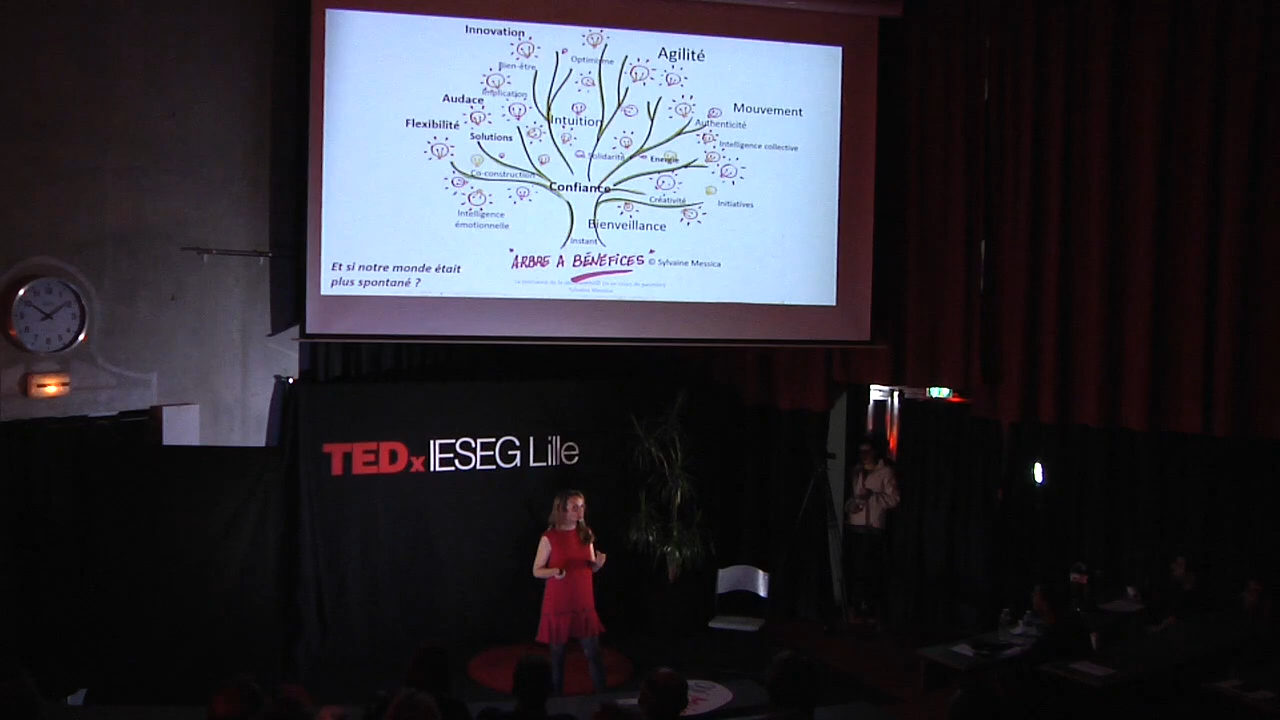 Innovation
Optimisme
Agilité
Bien-être
Implication
Audace
Mouvement
Intuition
Authenticité
Flexibilité
Solutions
Intelligence collective
Solidarité
Energie
Co-construction
Confiance
Créativité
Initiatives
Intelligence
émotionnelle
Bienveillance
Instant
"ARBRE A BÉNÉFICES" © Sylvaine Messica
Et si notre monde était
plus spontané ?
Sylvaine Messica
TEDx IESEG Lille